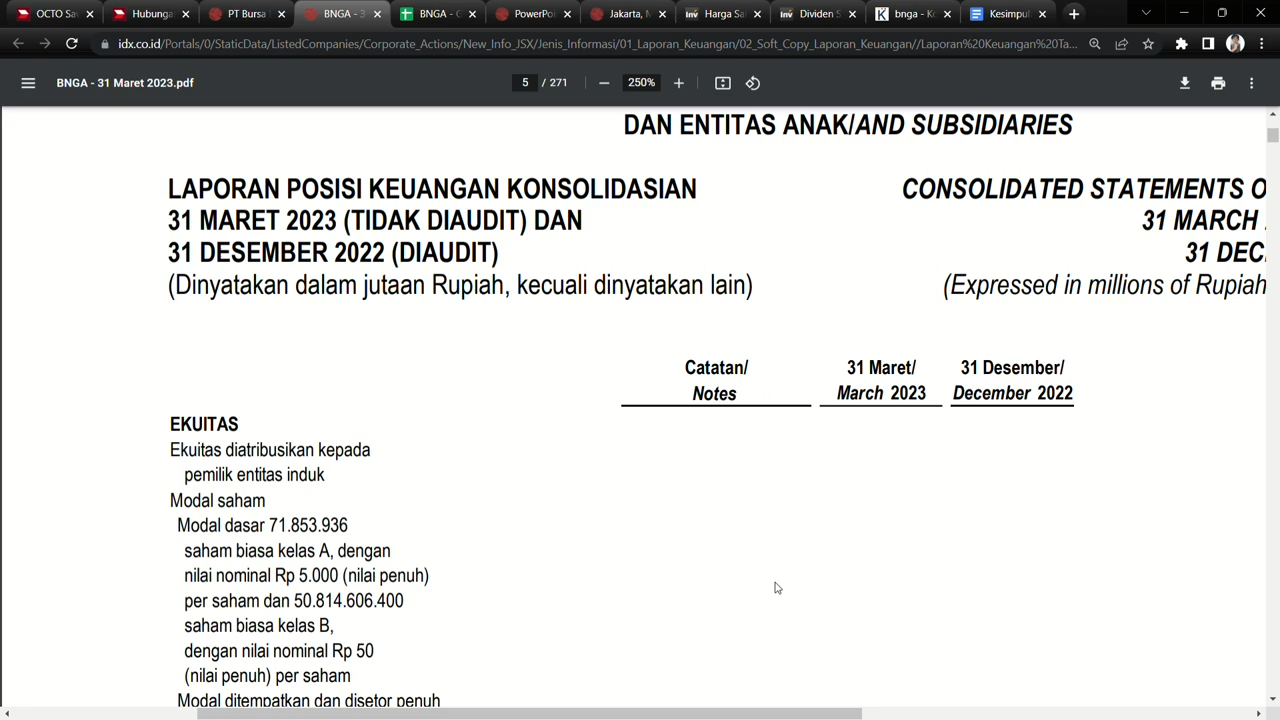 OCTO Sa
Hubunga
PT Bursa
BNGA - 3
BNGA - G
PowerPoi
Jakarta, M
Inv Harga Sa
Inv Dividen S
K bnga - K
Kesimpul
idx.co.id/Portals/0/StaticData/ListedCompanies/Corporate_Actions/New_Info_JSX/Jenis_Informasi/01_Laporan_Keuangan/02_Soft_Copy_Laporan_Keuangan//Laporan%20Keuangan%20Ta...
BNGA - 31 Maret 2023.pdf
5 / 271
250%
DAN ENTITAS ANAK/AND SUBSIDIARIES
LAPORAN POSISI KEUANGAN KONSOLIDASIAN
31 MARET 2023 (TIDAK DIAUDIT) DAN
31 DESEMBER 2022 (DIAUDIT)
(Dinyatakan dalam jutaan Rupiah, kecuali dinyatakan lain)
CONSOLIDATED STATEMENTS O
31 MARCH
31 DEC
(Expressed in millions of Rupiah
Catatan/
Notes
31 Maret/
March 2023
31 Desember/
December 2022
EKUITAS
Ekuitas diatribusikan kepada
pemilik entitas induk
Modal saham
Modal dasar 71.853.936
saham biasa kelas A, dengan
nilai nominal Rp 5.000 (nilai penuh)
per saham dan 50.814.606.400
saham biasa kelas B,
dengan nilai nominal Rp 50
(nilai penuh) per saham
Modal ditempatkan dan disetor penuh